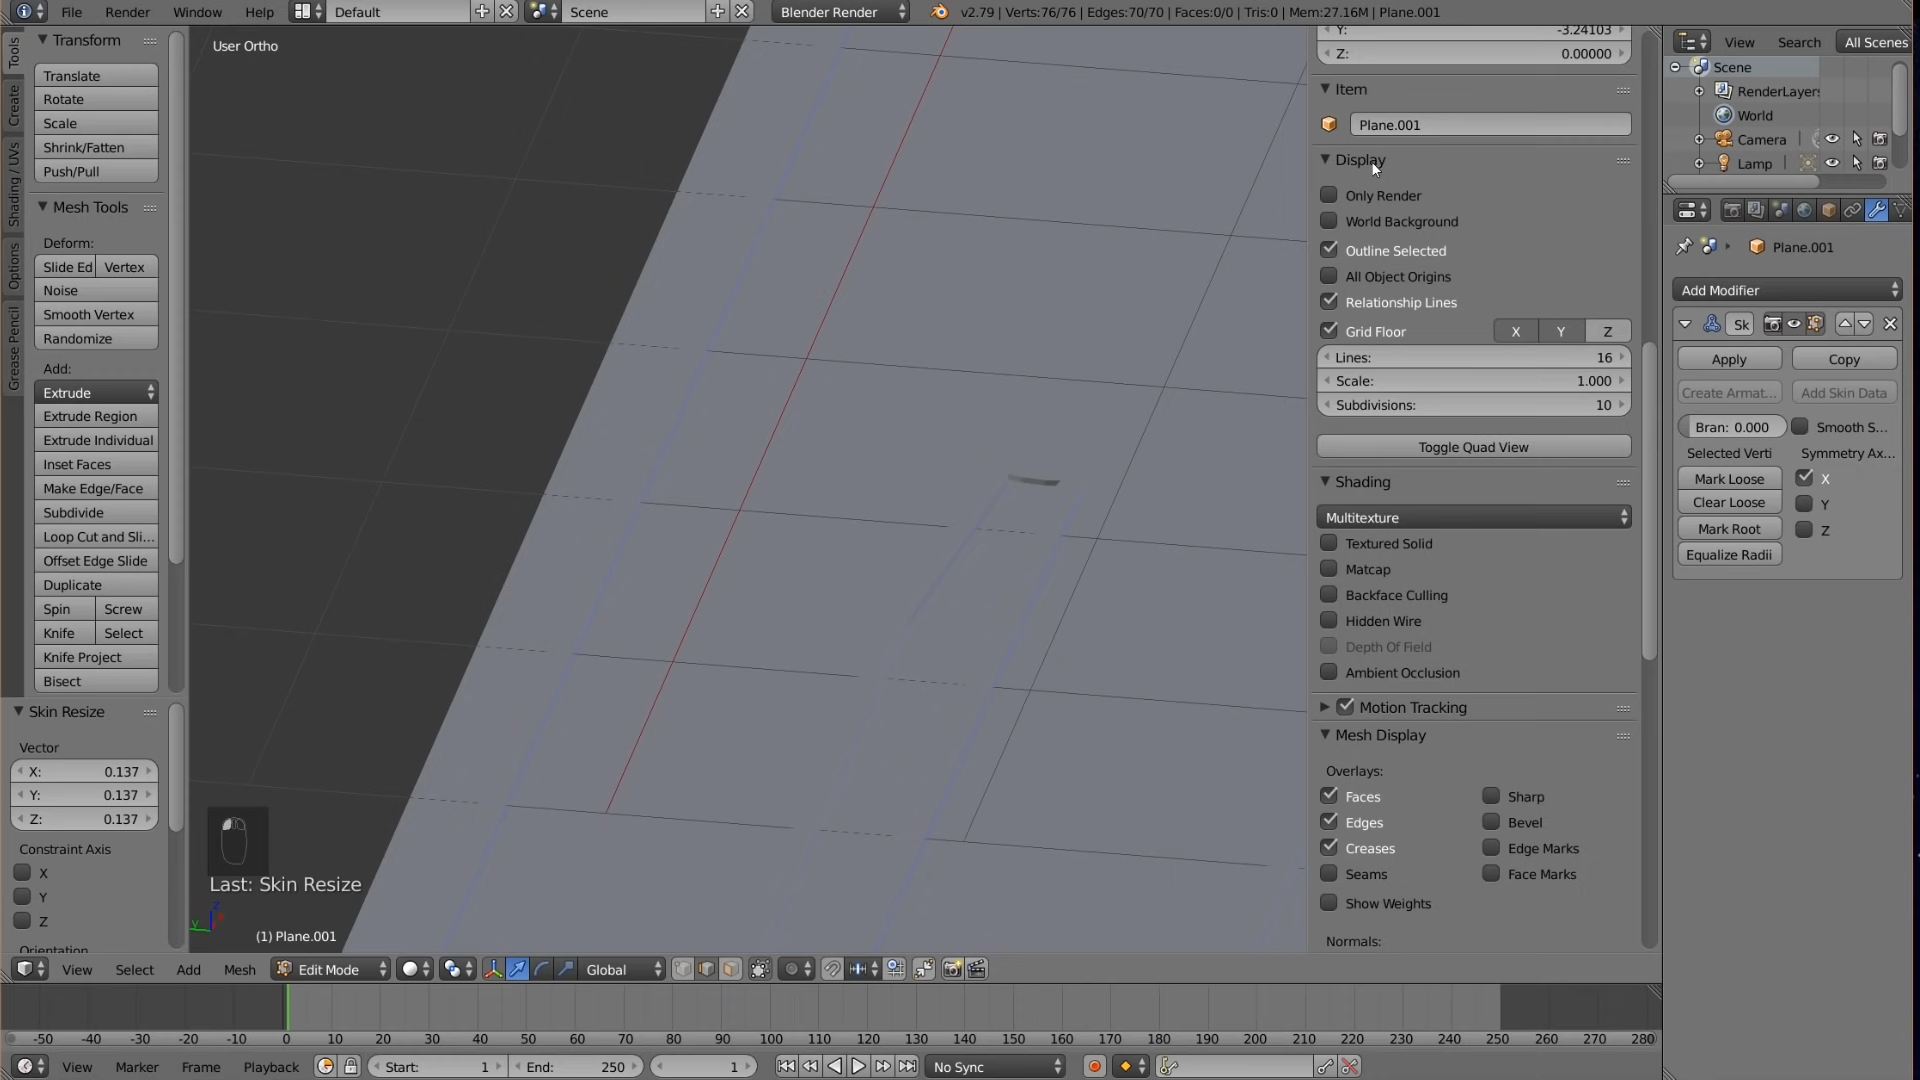 File Render Window Help Default Scene Blender Render v2.79 | Verts:76/76 | Edges:70/70 | Faces:0/0 | Tris:0 | Mem:27.16M | Plane.001
Tools
Create
Shading / UVs
Options
Grease Pencil
Transform
Translate
Rotate
Scale
Shrink/Fatten
Push/Pull
Mesh Tools
Deform:
Slide Ed Vertex
Noise
Smooth Vertex
Randomize
Add:
Extrude
Extrude Region
Extrude Individual
Inset Faces
Make Edge/Face
Subdivide
Loop Cut and Sli...
Offset Edge Slide
Duplicate
Spin Screw
Knife Select
Knife Project
Bisect
Skin Resize
Vector
X: 0.137
Y: 0.137
Z: 0.137
Constraint Axis
X
Y
Z
Orientation
User Ortho
Last: Skin Resize
(1) Plane.001
Y: -3.24103
Z: 0.00000
Item
Plane.001
Display
Only Render
World Background
Outline Selected
All Object Origins
Relationship Lines
Grid Floor X Y Z
Lines: 16
Scale: 1.000
Subdivisions: 10
Toggle Quad View
Shading
Multitexture
Textured Solid
Matcap
Backface Culling
Hidden Wire
Depth Of Field
Ambient Occlusion
Motion Tracking
Mesh Display
Overlays:
Faces Sharp
Edges Bevel
Creases Edge Marks
Seams Face Marks
Show Weights
Normals:
View Search All Scenes
Scene
RenderLayers
World
Camera
Lamp
Plane.001
Add Modifier
Sk
Apply Copy
Create Armat... Add Skin Data
Bran: 0.000 Smooth S...
Selected Verti Symmetry Ax...
Mark Loose X
Clear Loose Y
Mark Root Z
Equalize Radii
View Select Add Mesh Edit Mode Global
-50 -40 -30 -20 -10 0 10 20 30 40 50 60 70 80 90 100 110 120 130 140 150 160 170 180 190 200 210 220 230 240 250 260 270 280
View Marker Frame Playback Start: 1 End: 250 1 No Sync